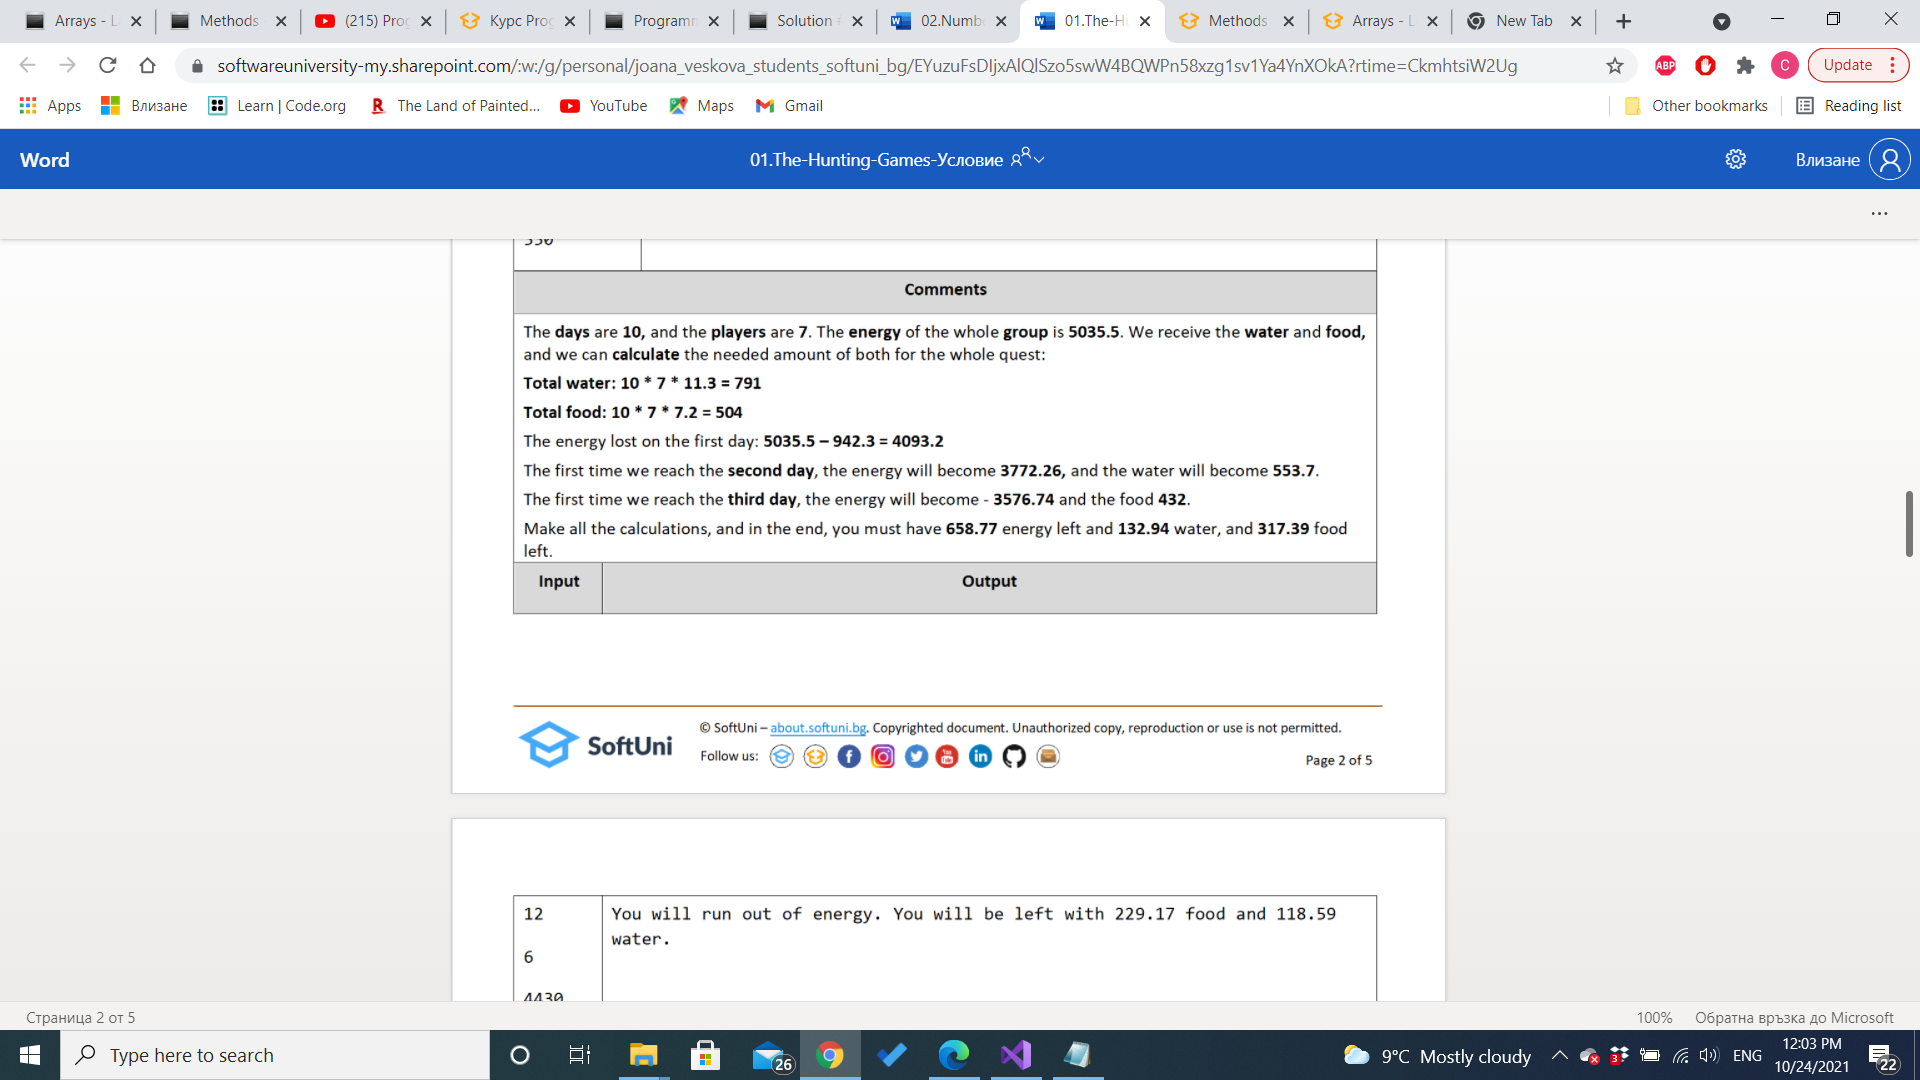 Arrays - L
Methods
(215) Prog
Курс Prog
Programm
Solution #
02.Numbe
01.The-Hu
Methods
Arrays - L
New Tab
softwareuniversity-my.sharepoint.com/:w:/g/personal/joana_veskova_students_softuni_bg/EYuzuFsDIjxAlQlSzo5swW4BQWPn58xzg1sv1Ya4YnXOkA?rtime=CkmhtsiW2Ug
ABP
C
Update
Apps
Влизане
Learn | Code.org
The Land of Painted...
YouTube
Maps
Gmail
Other bookmarks
Reading list
Word
01.The-Hunting-Games-Условие
Влизане
550
Comments
The days are 10, and the players are 7. The energy of the whole group is 5035.5. We receive the water and food,
and we can calculate the needed amount of both for the whole quest:
Total water: 10 * 7 * 11.3 = 791
Total food: 10 * 7 * 7.2 = 504
The energy lost on the first day: 5035.5 – 942.3 = 4093.2
The first time we reach the second day, the energy will become 3772.26, and the water will become 553.7.
The first time we reach the third day, the energy will become - 3576.74 and the food 432.
Make all the calculations, and in the end, you must have 658.77 energy left and 132.94 water, and 317.39 food
left.
Input Output
SoftUni
© SoftUni – about.softuni.bg. Copyrighted document. Unauthorized copy, reproduction or use is not permitted.
Follow us:
Page 2 of 5
12
You will run out of energy. You will be left with 229.17 food and 118.59
water.
6
4430
Страница 2 от 5
100%
Обратна връзка до Microsoft
Type here to search
26
9°C Mostly cloudy
3
ENG
12:03 PM
10/24/2021
22